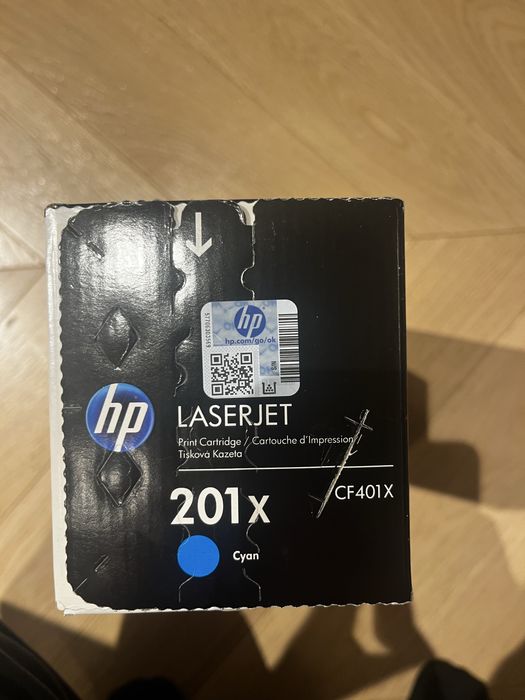 hp
hp.com/go/ok
hp
LASERJET
Print Cartridge / Cartouche d'Impression/
Tisková Kazeta
201X
CF401X
Cyan